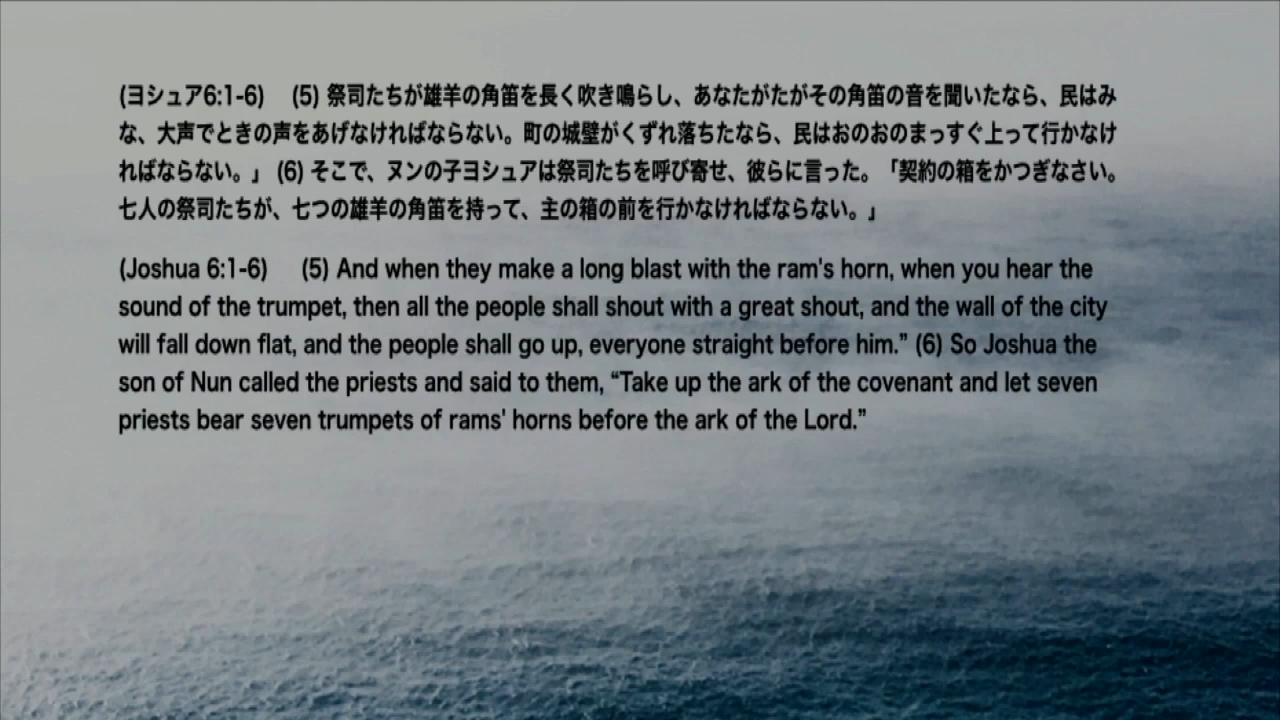 (ヨシュア6:1-6) (5) 祭司たちが雄羊の角笛を長く吹き鳴らし、あなたがたがその角笛の音を聞いたなら、民はみ
な、大声でときの声をあげなければならない。町の城壁がくずれ落ちたなら、民はおのおのまっすぐ上って行かなけ
ればならない。」 (6) そこで、ヌンの子ヨシュアは祭司たちを呼び寄せ、彼らに言った。「契約の箱をかつぎなさい。
七人の祭司たちが、七つの雄羊の角笛を持って、主の箱の前を行かなければならない。」
(Joshua 6:1-6) (5) And when they make a long blast with the ram's horn, when you hear the
sound of the trumpet, then all the people shall shout with a great shout, and the wall of the city
will fall down flat, and the people shall go up, everyone straight before him.” (6) So Joshua the
son of Nun called the priests and said to them, “Take up the ark of the covenant and let seven
priests bear seven trumpets of rams' horns before the ark of the Lord.”